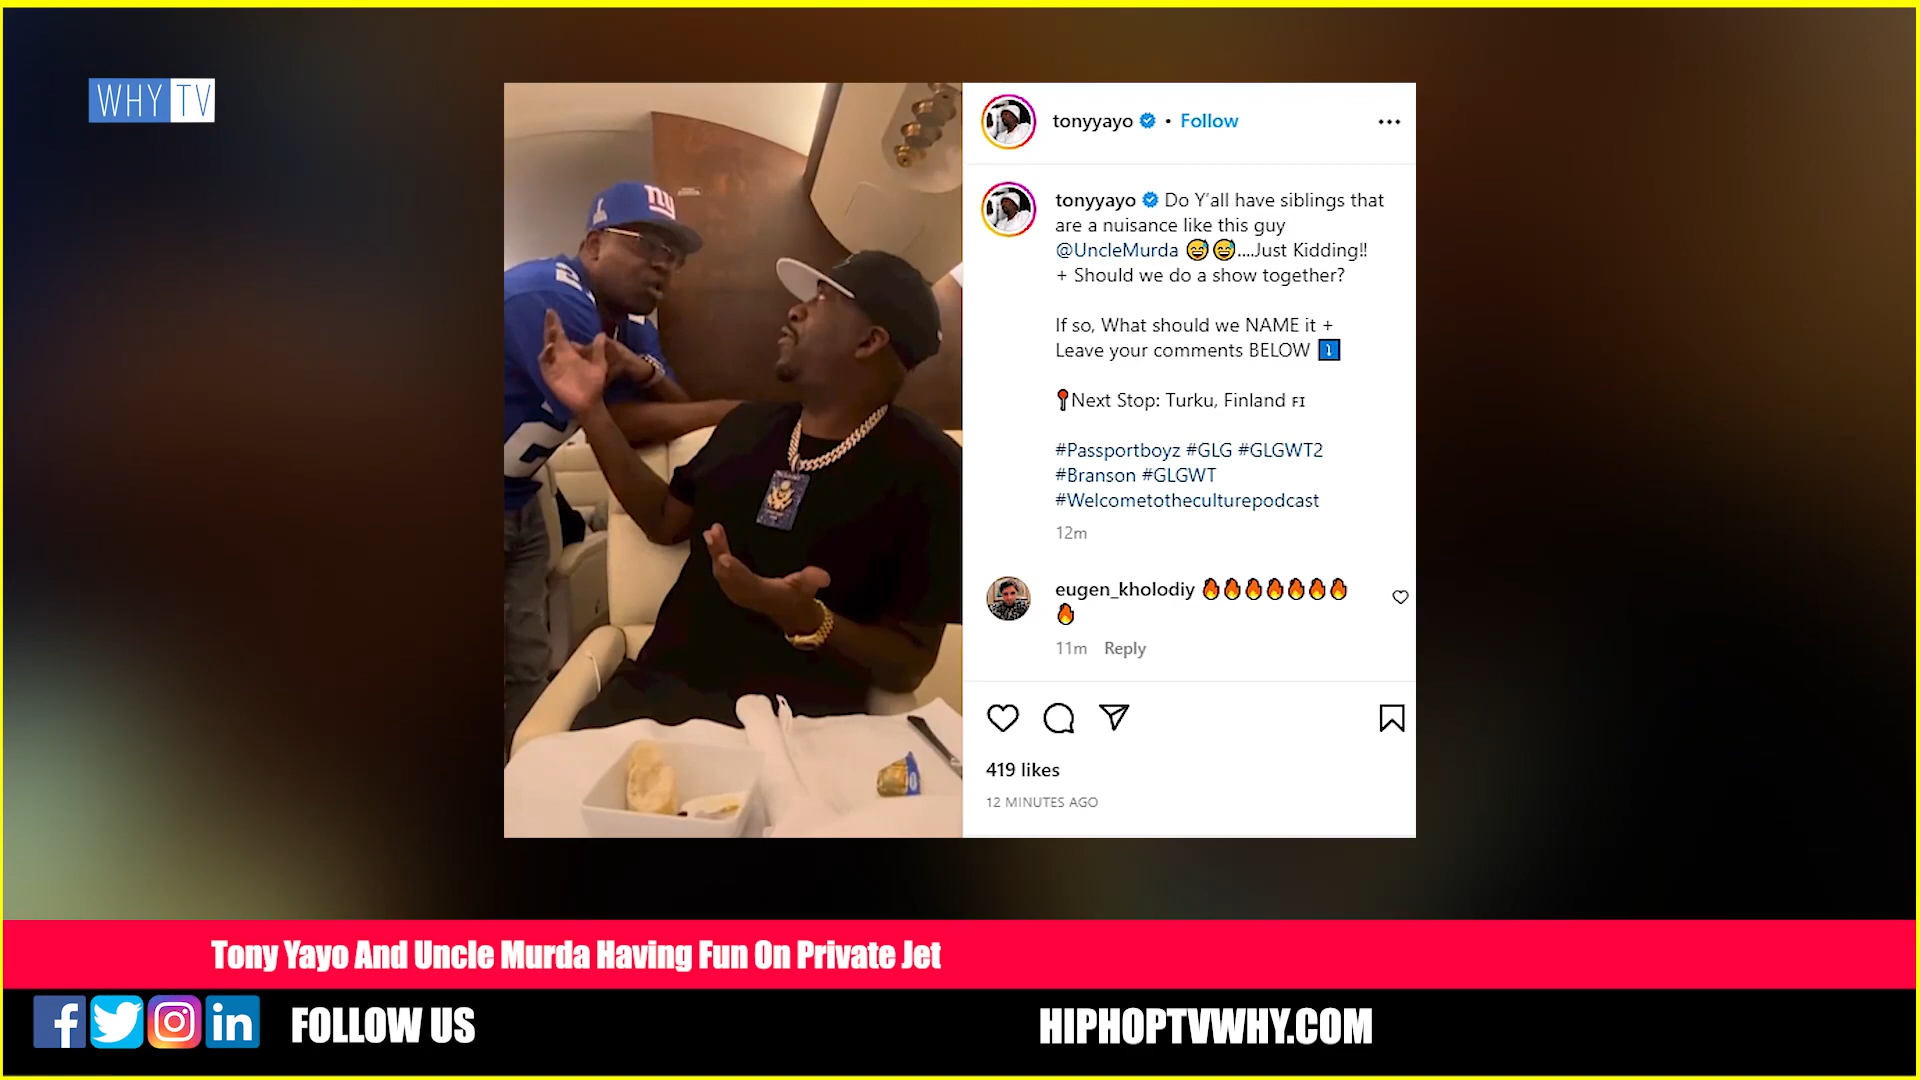 WHY TV
tonyyayo • Follow
tonyyayo Do Y'all have siblings that
are a nuisance like this guy
@UncleMurda 😅😅....Just Kidding!!
+ Should we do a show together?
If so, What should we NAME it +
Leave your comments BELOW ⤵️
📍Next Stop: Turku, Finland FI
#Passportboyz #GLG #GLGWT2
#Branson #GLGWT
#Welcometotheculturepodcast
12m
eugen_kholodiy 🔥🔥🔥🔥🔥🔥🔥
🔥
11m Reply
419 likes
12 MINUTES AGO
ny
Tony Yayo And Uncle Murda Having Fun On Private Jet
FOLLOW US
HIPHOPTVWHY.COM